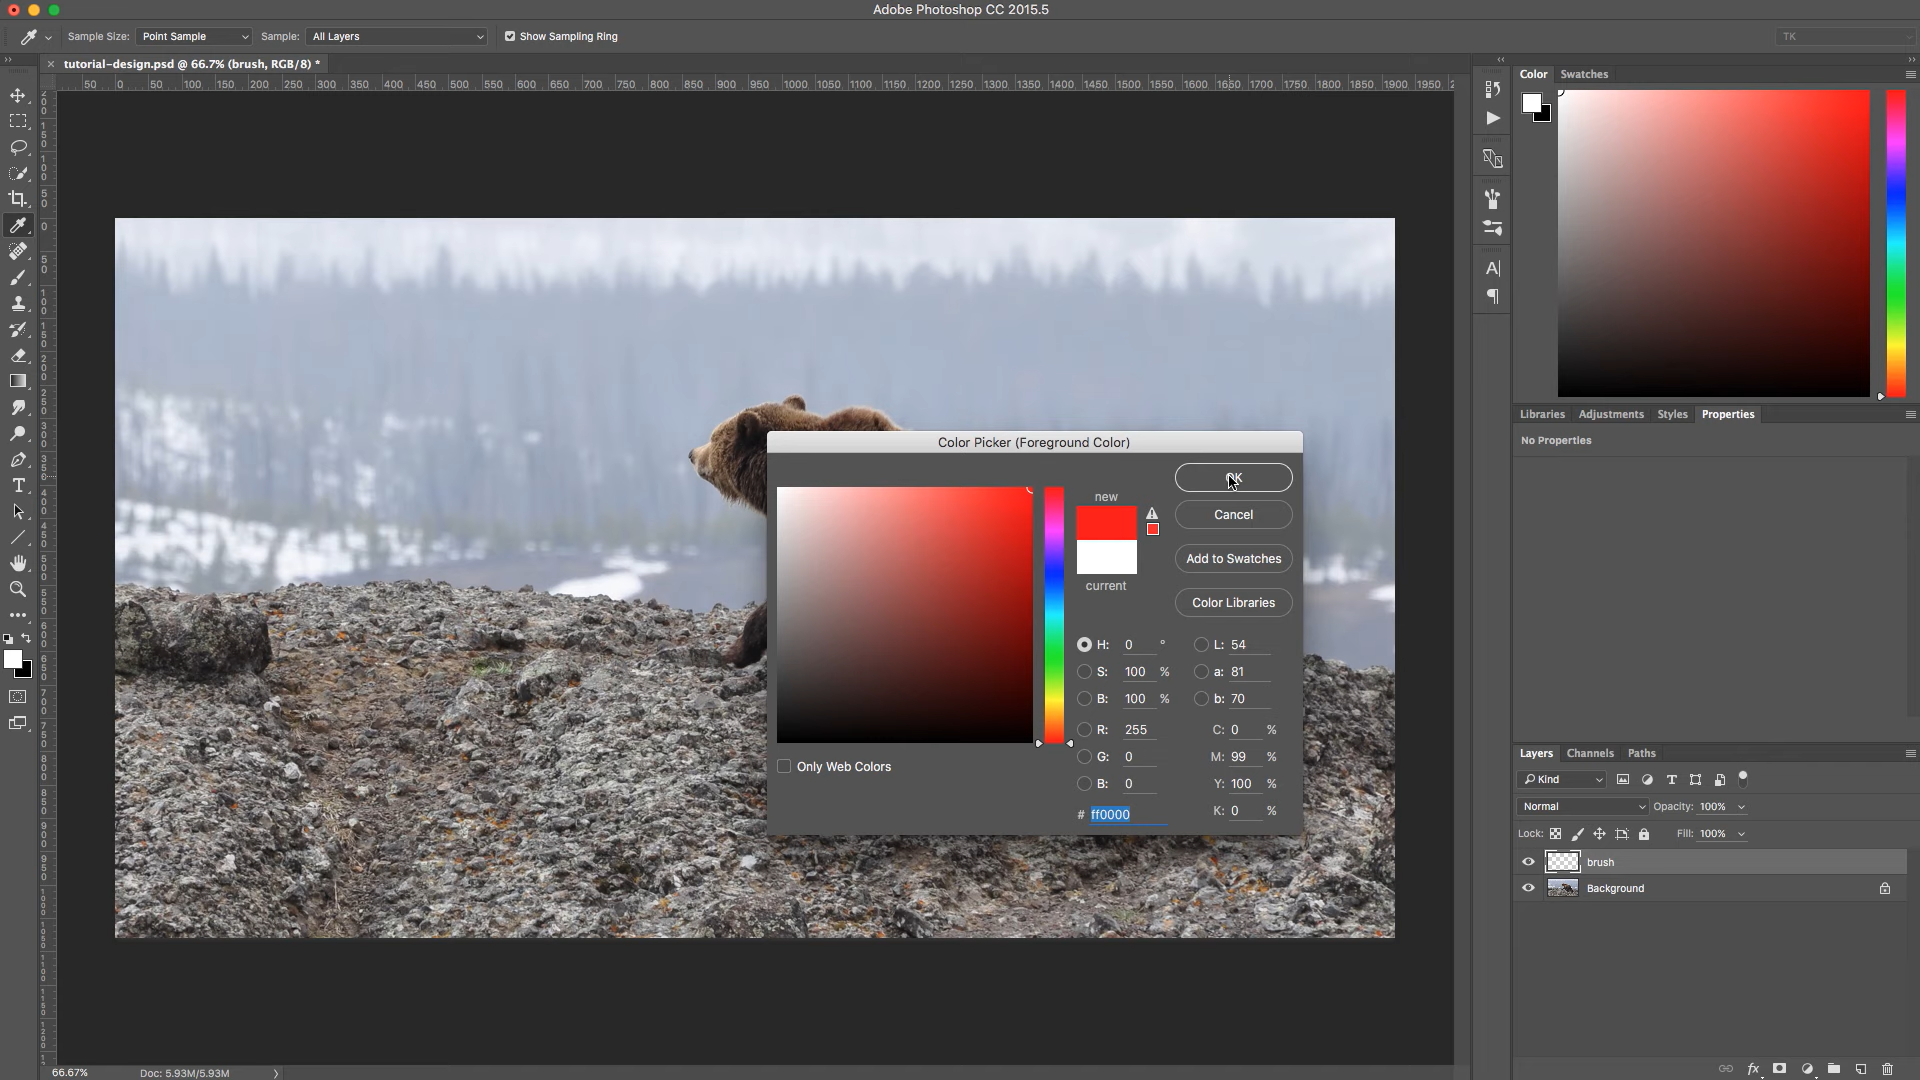 Adobe Photoshop CC 2015.5
Sample Size: Point Sample Sample: All Layers Show Sampling Ring TK
tutorial-design.psd @ 66.7% (brush, RGB/8) *
50 0 50 100 150 200 250 300 350 400 450 500 550 600 650 700 750 800 850 900 950 1000 1050 1100 1150 1200 1250 1300 1350 1400 1450 1500 1550 1600 1650 1700 1750 1800 1850 1900 1950
Color Swatches
Libraries Adjustments Styles Properties
No Properties
Color Picker (Foreground Color)
new
current
OK
Cancel
Add to Swatches
Color Libraries
H: 0 ° L: 54
S: 100 % a: 81
B: 100 % b: 70
R: 255 C: 0 %
G: 0 M: 99 %
B: 0 Y: 100 %
# ff0000 K: 0 %
Only Web Colors
Layers Channels Paths
Kind
Normal Opacity: 100%
Lock: Fill: 100%
brush
Background
fx
66.67% Doc: 5.93M/5.93M